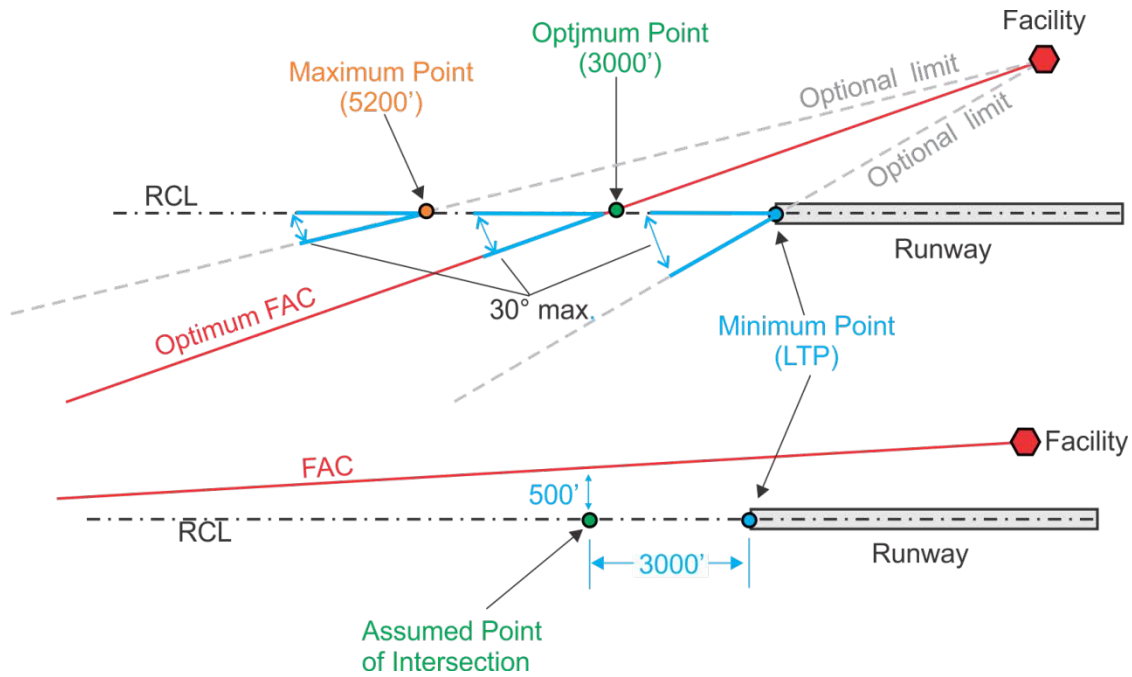 Facility
Optjmum Point
(3000')
Maximum Point
(5200')
Optional limit
Optional limit
RCL
Runway
30° max.
Optimum FAC
Minimum Point
(LTP)
Facility
FAC
500'
RCL
Runway
3000'
Assumed Point
of Intersection